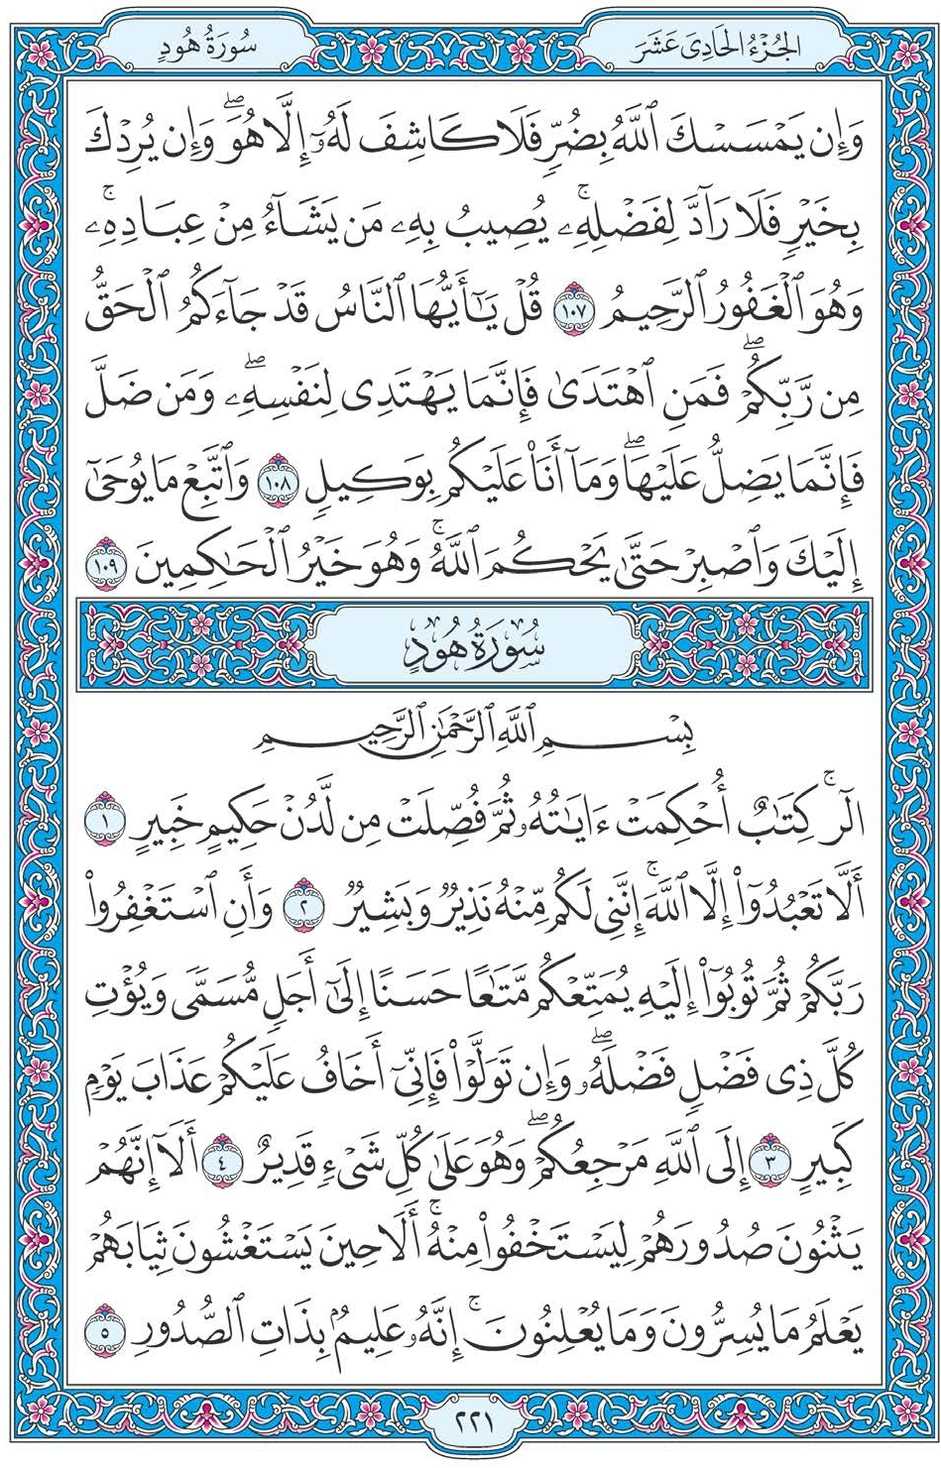 الجُزْءُ الحَادِىَ عَشَرَ
سُورَةُ هُودٍ
وَإِن يَمْسَسْكَ ٱللَّهُ بِضُرٍّ فَلَا كَاشِفَ لَهُۥٓ إِلَّا هُوَۖ وَإِن يُرِدْكَ
بِخَيْرٍ فَلَا رَآدَّ لِفَضْلِهِۦۚ يُصِيبُ بِهِۦ مَن يَشَآءُ مِنْ عِبَادِهِۦۚ
وَهُوَ ٱلْغَفُورُ ٱلرَّحِيمُ ١٠٧ قُلْ يَـٰٓأَيُّهَا ٱلنَّاسُ قَدْ جَآءَكُمُ ٱلْحَقُّ
مِن رَّبِّكُمْۖ فَمَنِ ٱهْتَدَىٰ فَإِنَّمَا يَهْتَدِى لِنَفْسِهِۦۖ وَمَن ضَلَّ
فَإِنَّمَا يَضِلُّ عَلَيْهَاۖ وَمَآ أَنَا۠ عَلَيْكُم بِوَكِيلٍ ١٠٨ وَٱتَّبِعْ مَا يُوحَىٰٓ
إِلَيْكَ وَٱصْبِرْ حَتَّىٰ يَحْكُمَ ٱللَّهُۚ وَهُوَ خَيْرُ ٱلْحَـٰكِمِينَ ١٠٩
سُورَةُ هُودٍ
بِسْمِ ٱللَّهِ ٱلرَّحْمَـٰنِ ٱلرَّحِيمِ
الٓرۚ كِتَـٰبٌ أُحْكِمَتْ ءَايَـٰتُهُۥ ثُمَّ فُصِّلَتْ مِن لَّدُنْ حَكِيمٍ خَبِيرٍ ١
أَلَّا تَعْبُدُوٓا۟ إِلَّا ٱللَّهَۚ إِنَّنِى لَكُم مِّنْهُ نَذِيرٌ وَبَشِيرٌ ٢ وَأَنِ ٱسْتَغْفِرُوا۟
رَبَّكُمْ ثُمَّ تُوبُوٓا۟ إِلَيْهِ يُمَتِّعْكُم مَّتَـٰعًا حَسَنًا إِلَىٰٓ أَجَلٍ مُّسَمًّى وَيُؤْتِ
كُلَّ ذِى فَضْلٍ فَضْلَهُۥۖ وَإِن تَوَلَّوْا۟ فَإِنِّىٓ أَخَافُ عَلَيْكُمْ عَذَابَ يَوْمٍ
كَبِيرٍ ٣ إِلَى ٱللَّهِ مَرْجِعُكُمْۖ وَهُوَ عَلَىٰ كُلِّ شَىْءٍ قَدِيرٌ ٤ أَلَآ إِنَّهُمْ
يَثْنُونَ صُدُورَهُمْ لِيَسْتَخْفُوا۟ مِنْهُۚ أَلَا حِينَ يَسْتَغْشُونَ ثِيَابَهُمْ
يَعْلَمُ مَا يُسِرُّونَ وَمَا يُعْلِنُونَۚ إِنَّهُۥ عَلِيمٌۢ بِذَاتِ ٱلصُّدُورِ ٥
٢٢١